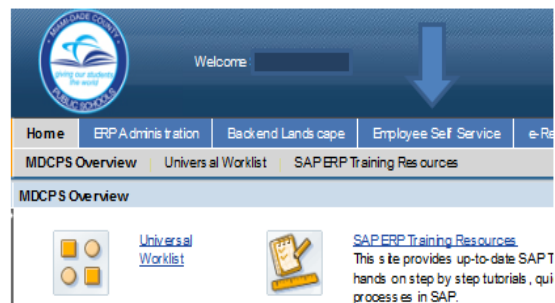 MIAMI-DADE COUNTY
giving our students
the world
PUBLIC SCHOOLS
Welcome
Home ERP Administration Backend Landscape Employee Self Service e-Re
MDCPS Overview Universal Worklist SAP ERP Training Resources
MDCPS Overview
Universal
Worklist
SAP ERP Training Resources
This site provides up-to-date SAP T
hands on step by step tutorials, qui
processes in SAP.